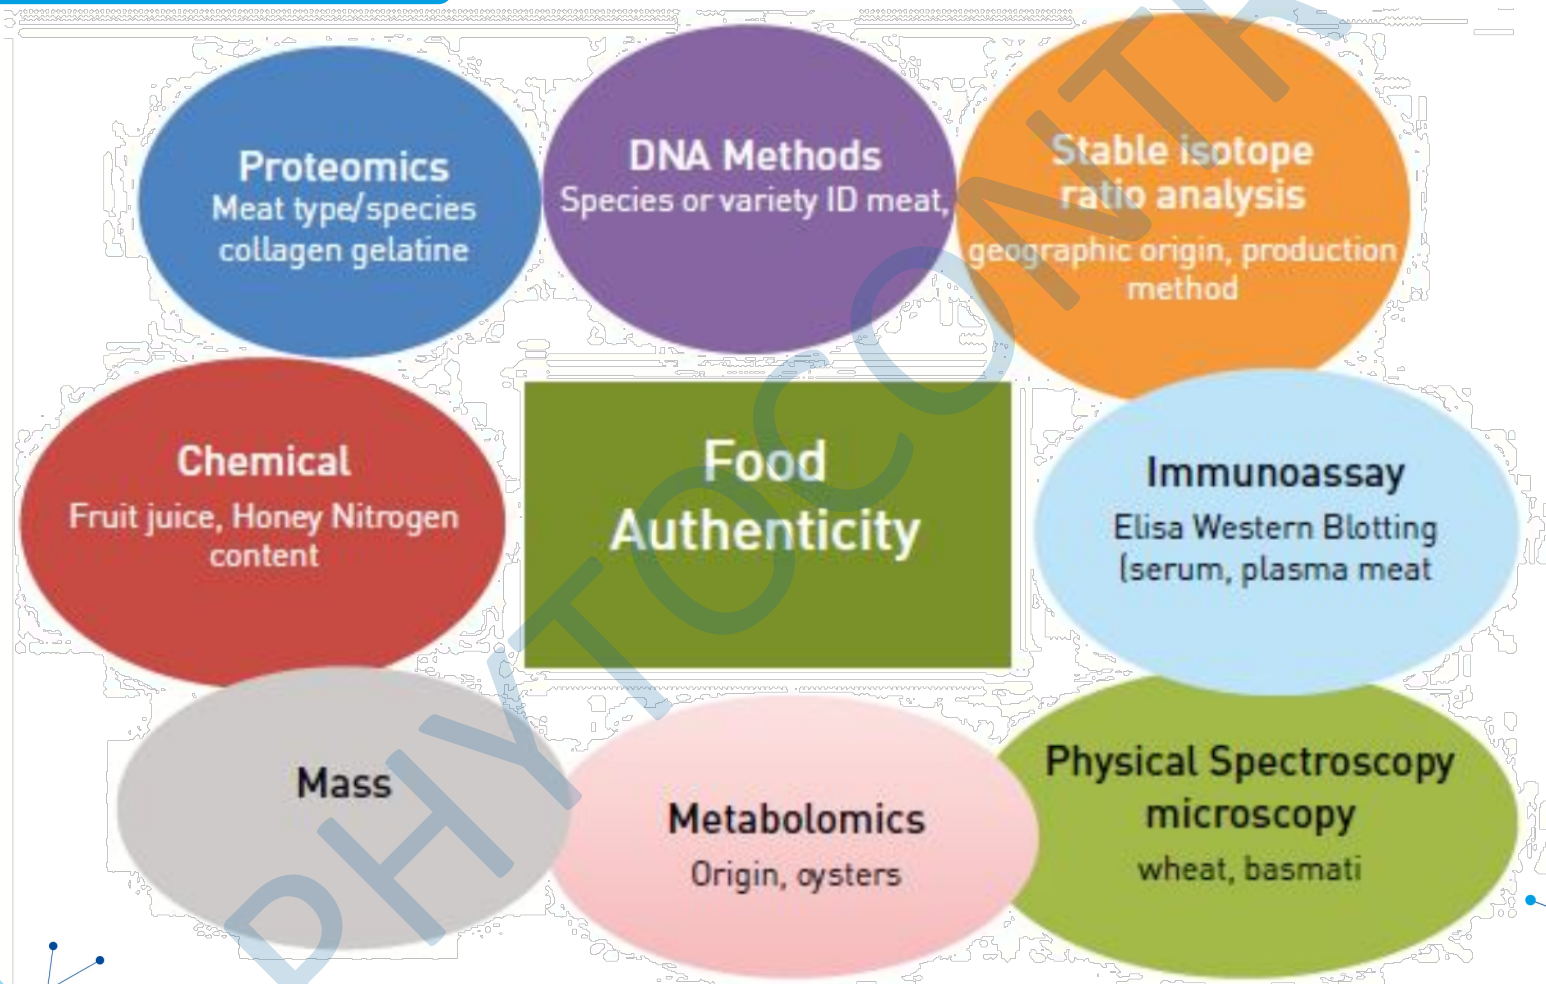 Proteomics
Meat type/species
collagen gelatine
DNA Methods
Species or variety ID meat,
Stable isotope
ratio analysis
geographic origin, production
method
Chemical
Fruit juice, Honey Nitrogen
content
Food
Authenticity
Immunoassay
Elisa Western Blotting
(serum, plasma meat
Mass
Metabolomics
Origin, oysters
Physical Spectroscopy
microscopy
wheat, basmati
PHYTOCONTR